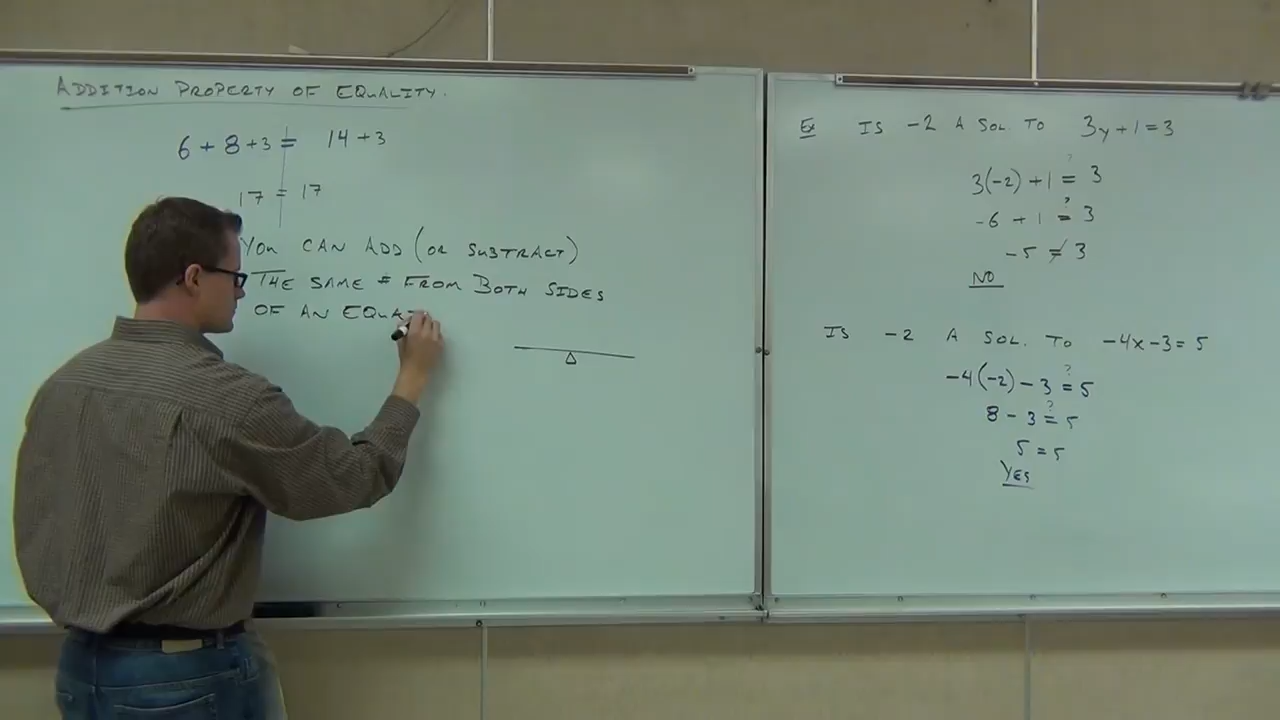 ADDITION PROPERTY OF EQUALITY.
6 + 8 + 3 = 14 + 3
17 = 17
YOU CAN ADD (OR SUBTRACT)
THE SAME # FROM BOTH SIDES
OF AN EQUAT
Ex IS -2 A SOL. TO 3y + 1 = 3
3(-2) + 1 ?= 3
-6 + 1 ?= 3
-5 ≠ 3
NO
IS -2 A SOL. TO -4x - 3 = 5
-4(-2) - 3 ?= 5
8 - 3 ?= 5
5 = 5
YES